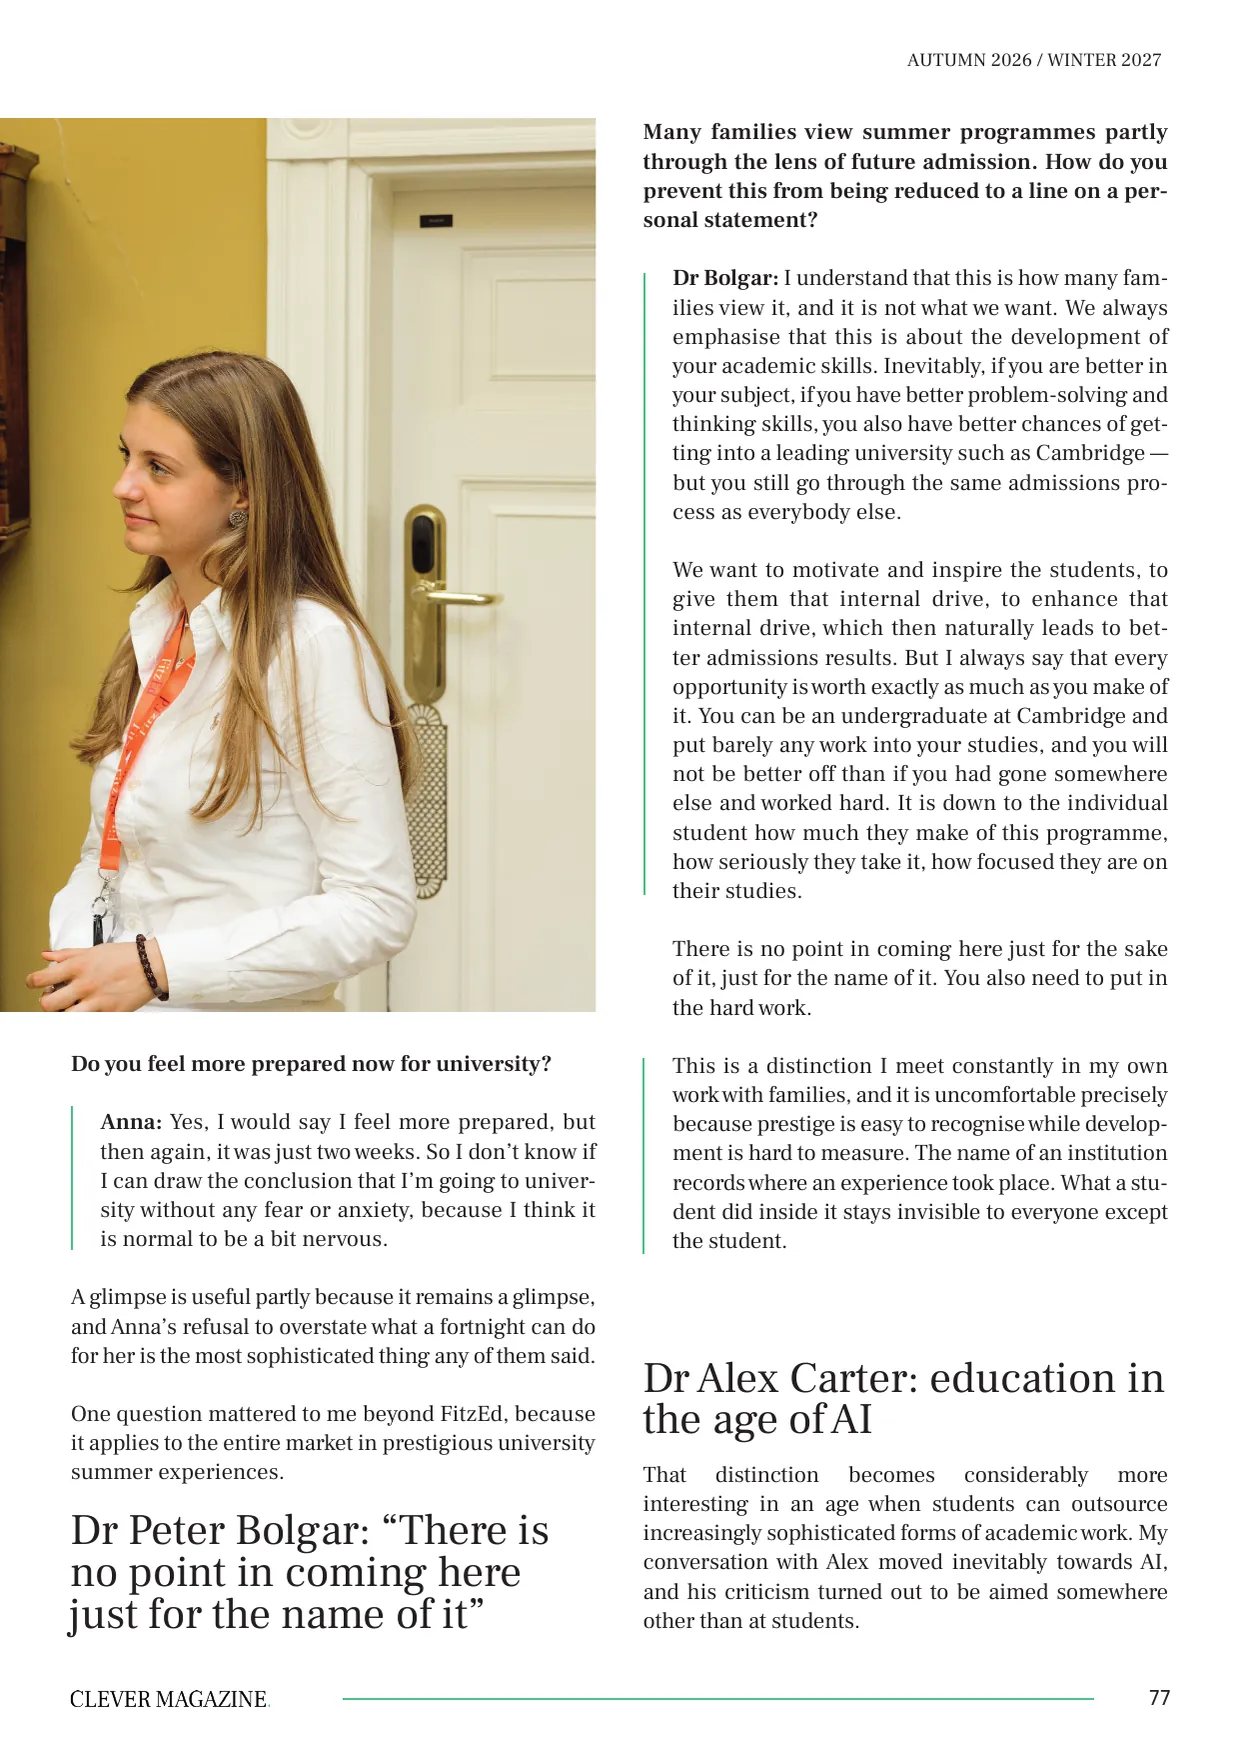 AUTUMN 2026 / WINTER 2027
Do you feel more prepared now for university?
Anna: Yes, I would say I feel more prepared, but
then again, it was just two weeks. So I don’t know if
I can draw the conclusion that I’m going to univer-
sity without any fear or anxiety, because I think it
is normal to be a bit nervous.
A glimpse is useful partly because it remains a glimpse,
and Anna’s refusal to overstate what a fortnight can do
for her is the most sophisticated thing any of them said.
One question mattered to me beyond FitzEd, because
it applies to the entire market in prestigious university
summer experiences.
Dr Peter Bolgar: “There is
no point in coming here
just for the name of it”
Many families view summer programmes partly
through the lens of future admission. How do you
prevent this from being reduced to a line on a per-
sonal statement?
Dr Bolgar: I understand that this is how many fam-
ilies view it, and it is not what we want. We always
emphasise that this is about the development of
your academic skills. Inevitably, if you are better in
your subject, if you have better problem-solving and
thinking skills, you also have better chances of get-
ting into a leading university such as Cambridge —
but you still go through the same admissions pro-
cess as everybody else.
We want to motivate and inspire the students, to
give them that internal drive, to enhance that
internal drive, which then naturally leads to bet-
ter admissions results. But I always say that every
opportunity is worth exactly as much as you make of
it. You can be an undergraduate at Cambridge and
put barely any work into your studies, and you will
not be better off than if you had gone somewhere
else and worked hard. It is down to the individual
student how much they make of this programme,
how seriously they take it, how focused they are on
their studies.
There is no point in coming here just for the sake
of it, just for the name of it. You also need to put in
the hard work.
This is a distinction I meet constantly in my own
work with families, and it is uncomfortable precisely
because prestige is easy to recognise while develop-
ment is hard to measure. The name of an institution
records where an experience took place. What a stu-
dent did inside it stays invisible to everyone except
the student.
Dr Alex Carter: education in
the age of AI
That distinction becomes considerably more
interesting in an age when students can outsource
increasingly sophisticated forms of academic work. My
conversation with Alex moved inevitably towards AI,
and his criticism turned out to be aimed somewhere
other than at students.
CLEVER MAGAZINE.
77